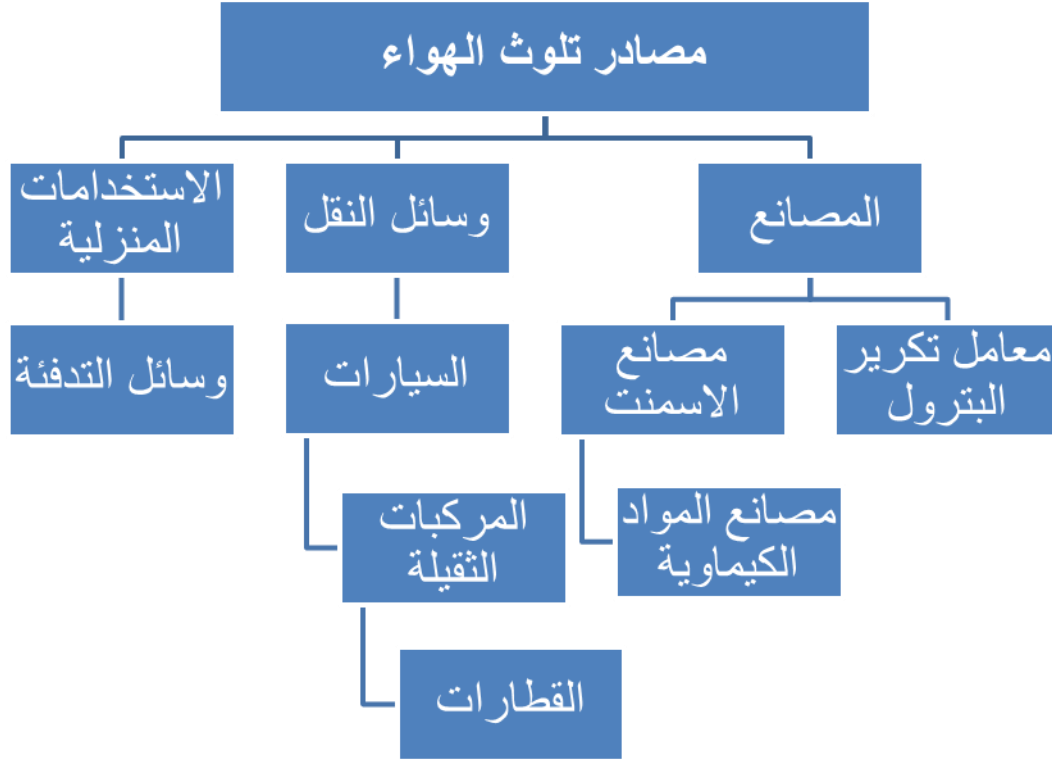 مصادر تلوث الهواء
المصانع
وسائل النقل
الاستخدامات
المنزلية
معامل تكرير
البترول
مصانع
الاسمنت
السيارات
وسائل التدفئة
مصانع المواد
الكيماوية
المركبات
الثقيلة
القطارات